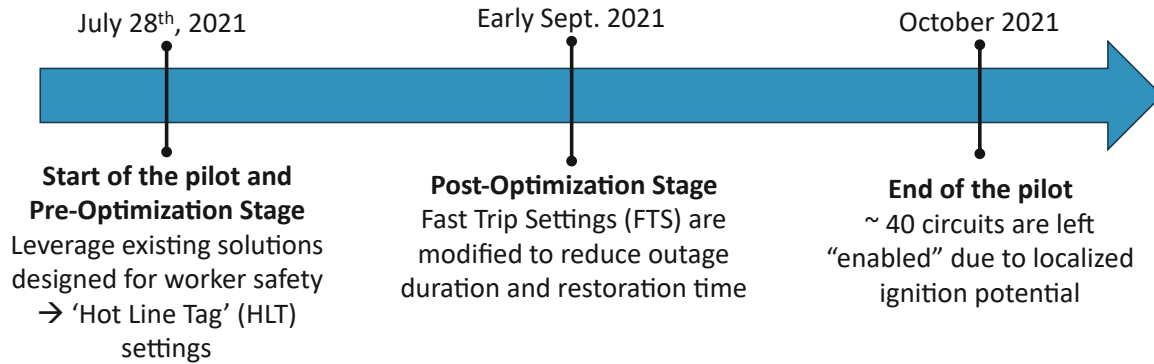 July 28th, 2021
Early Sept. 2021
October 2021
Start of the pilot and
Pre-Optimization Stage
Leverage existing solutions
designed for worker safety
→ ‘Hot Line Tag’ (HLT)
settings
Post-Optimization Stage
Fast Trip Settings (FTS) are
modified to reduce outage
duration and restoration time
End of the pilot
~ 40 circuits are left
“enabled” due to localized
ignition potential